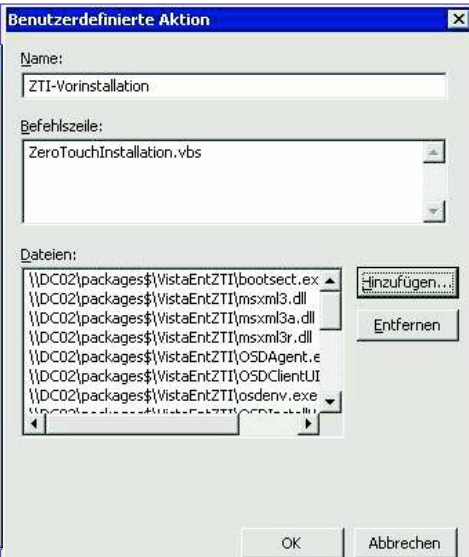 Benutzerdefinierte Aktion
Name:
ZTI-Vorinstallation
Befehlszeile:
ZeroTouchInstallation.vbs
Dateien:
\\DC02\packages$\VistaEntZTI\bootsect.ex
\\DC02\packages$\VistaEntZTI\msxml3.dll
\\DC02\packages$\VistaEntZTI\msxml3a.dll
\\DC02\packages$\VistaEntZTI\msxml3r.dll
\\DC02\packages$\VistaEntZTI\OSDAgent.e
\\DC02\packages$\VistaEntZTI\OSDClientUI
\\DC02\packages$\VistaEntZTI\osdenv.exe
Hinzufügen...
Entfernen
OK
Abbrechen